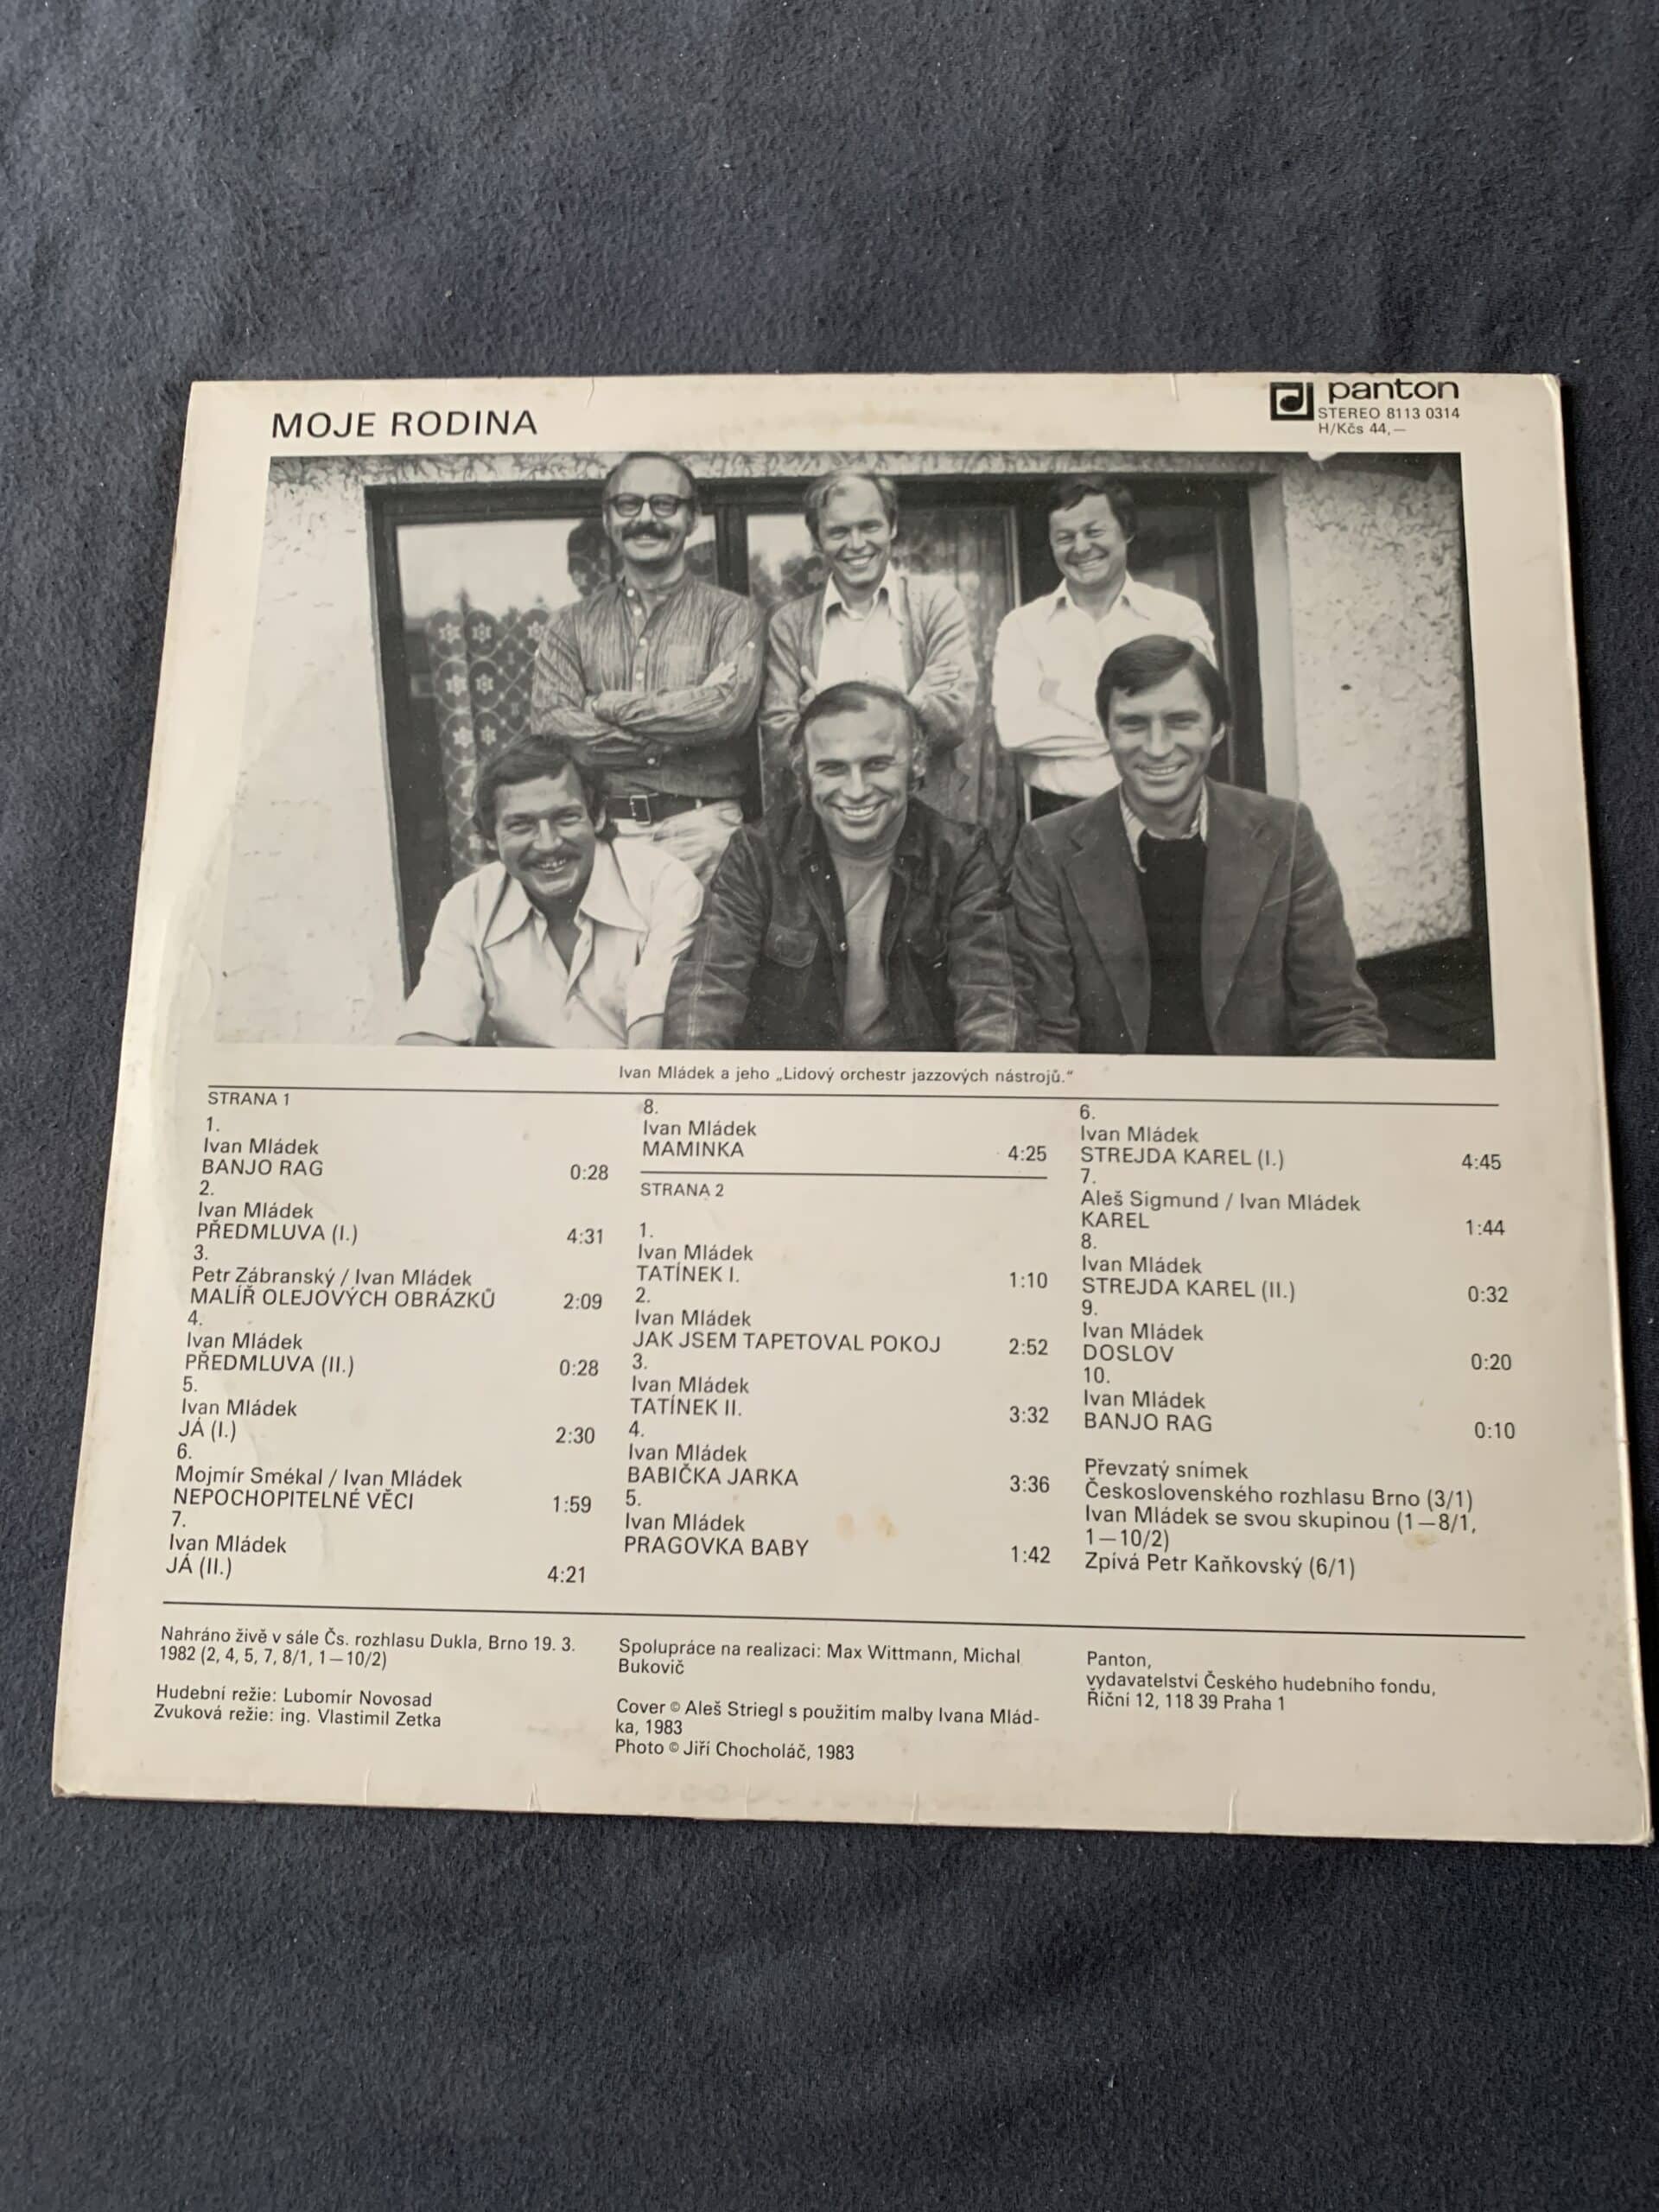 MOJE RODINA
panton
STEREO 8113 0314
H/Kčs 44,—
Ivan Mládek a jeho „Lidový orchestr jazzových nástrojů.“
STRANA 1
1.
Ivan Mládek
BANJO RAG 0:28
2.
Ivan Mládek
PŘEDMLUVA (I.) 4:31
3.
Petr Zábranský / Ivan Mládek
MALÍŘ OLEJOVÝCH OBRÁZKŮ 2:09
4.
Ivan Mládek
PŘEDMLUVA (II.) 0:28
5.
Ivan Mládek
JÁ (I.) 2:30
6.
Mojmír Smékal / Ivan Mládek
NEPOCHOPITELNÉ VĚCI 1:59
7.
Ivan Mládek
JÁ (II.) 4:21
8.
Ivan Mládek
MAMINKA 4:25
STRANA 2
1.
Ivan Mládek
TATÍNEK I. 1:10
2.
Ivan Mládek
JAK JSEM TAPETOVAL POKOJ 2:52
3.
Ivan Mládek
TATÍNEK II. 3:32
4.
Ivan Mládek
BABIČKA JARKA 3:36
5.
Ivan Mládek
PRAGOVKA BABY 1:42
6.
Ivan Mládek
STREJDA KAREL (I.) 4:45
7.
Aleš Sigmund / Ivan Mládek
KAREL 1:44
8.
Ivan Mládek
STREJDA KAREL (II.) 0:32
9.
Ivan Mládek
DOSLOV 0:20
10.
Ivan Mládek
BANJO RAG 0:10
Převzatý snímek
Československého rozhlasu Brno (3/1)
Ivan Mládek se svou skupinou (1—8/1,
1—10/2)
Zpívá Petr Kaňkovský (6/1)
Nahráno živě v sále Čs. rozhlasu Dukla, Brno 19. 3.
1982 (2, 4, 5, 7, 8/1, 1—10/2)
Hudební režie: Lubomír Novosad
Zvuková režie: ing. Vlastimil Zetka
Spolupráce na realizaci: Max Wittmann, Michal
Bukovič
Cover © Aleš Striegl s použitím malby Ivana Mlád-
ka, 1983
Photo © Jiří Chocholáč, 1983
Panton,
vydavatelství Českého hudebního fondu,
Říční 12, 118 39 Praha 1